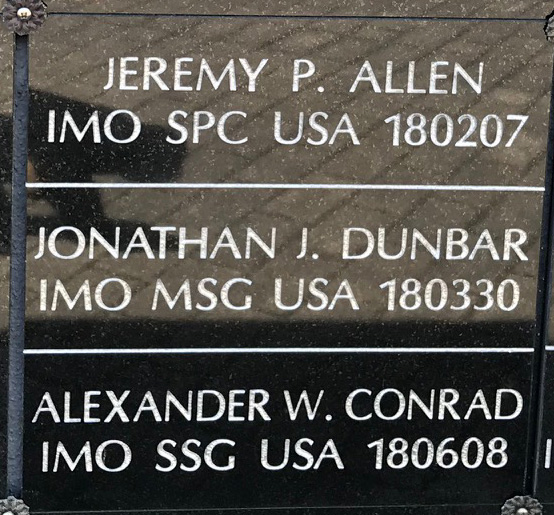 JEREMY P. ALLEN
IMO SPC USA 180207
JONATHAN J. DUNBAR
IMO MSG USA 180330
ALEXANDER W. CONRAD
IMO SSG USA 180608